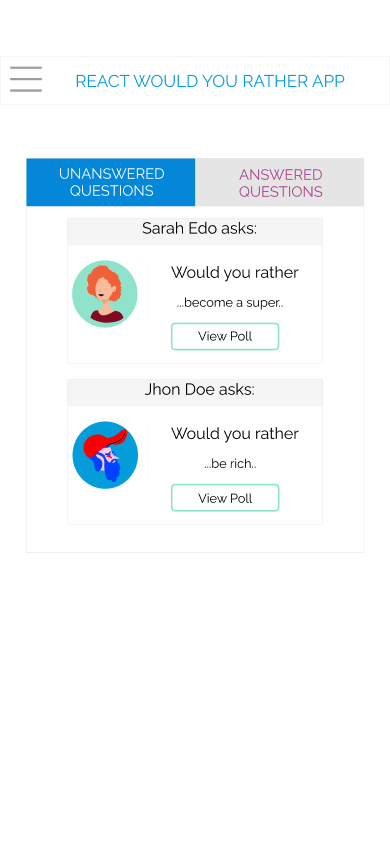 REACT WOULD YOU RATHER APP
UNANSWERED
QUESTIONS
ANSWERED
QUESTIONS
Sarah Edo asks:
Would you rather
...become a super..
View Poll
Jhon Doe asks:
Would you rather
...be rich..
View Poll